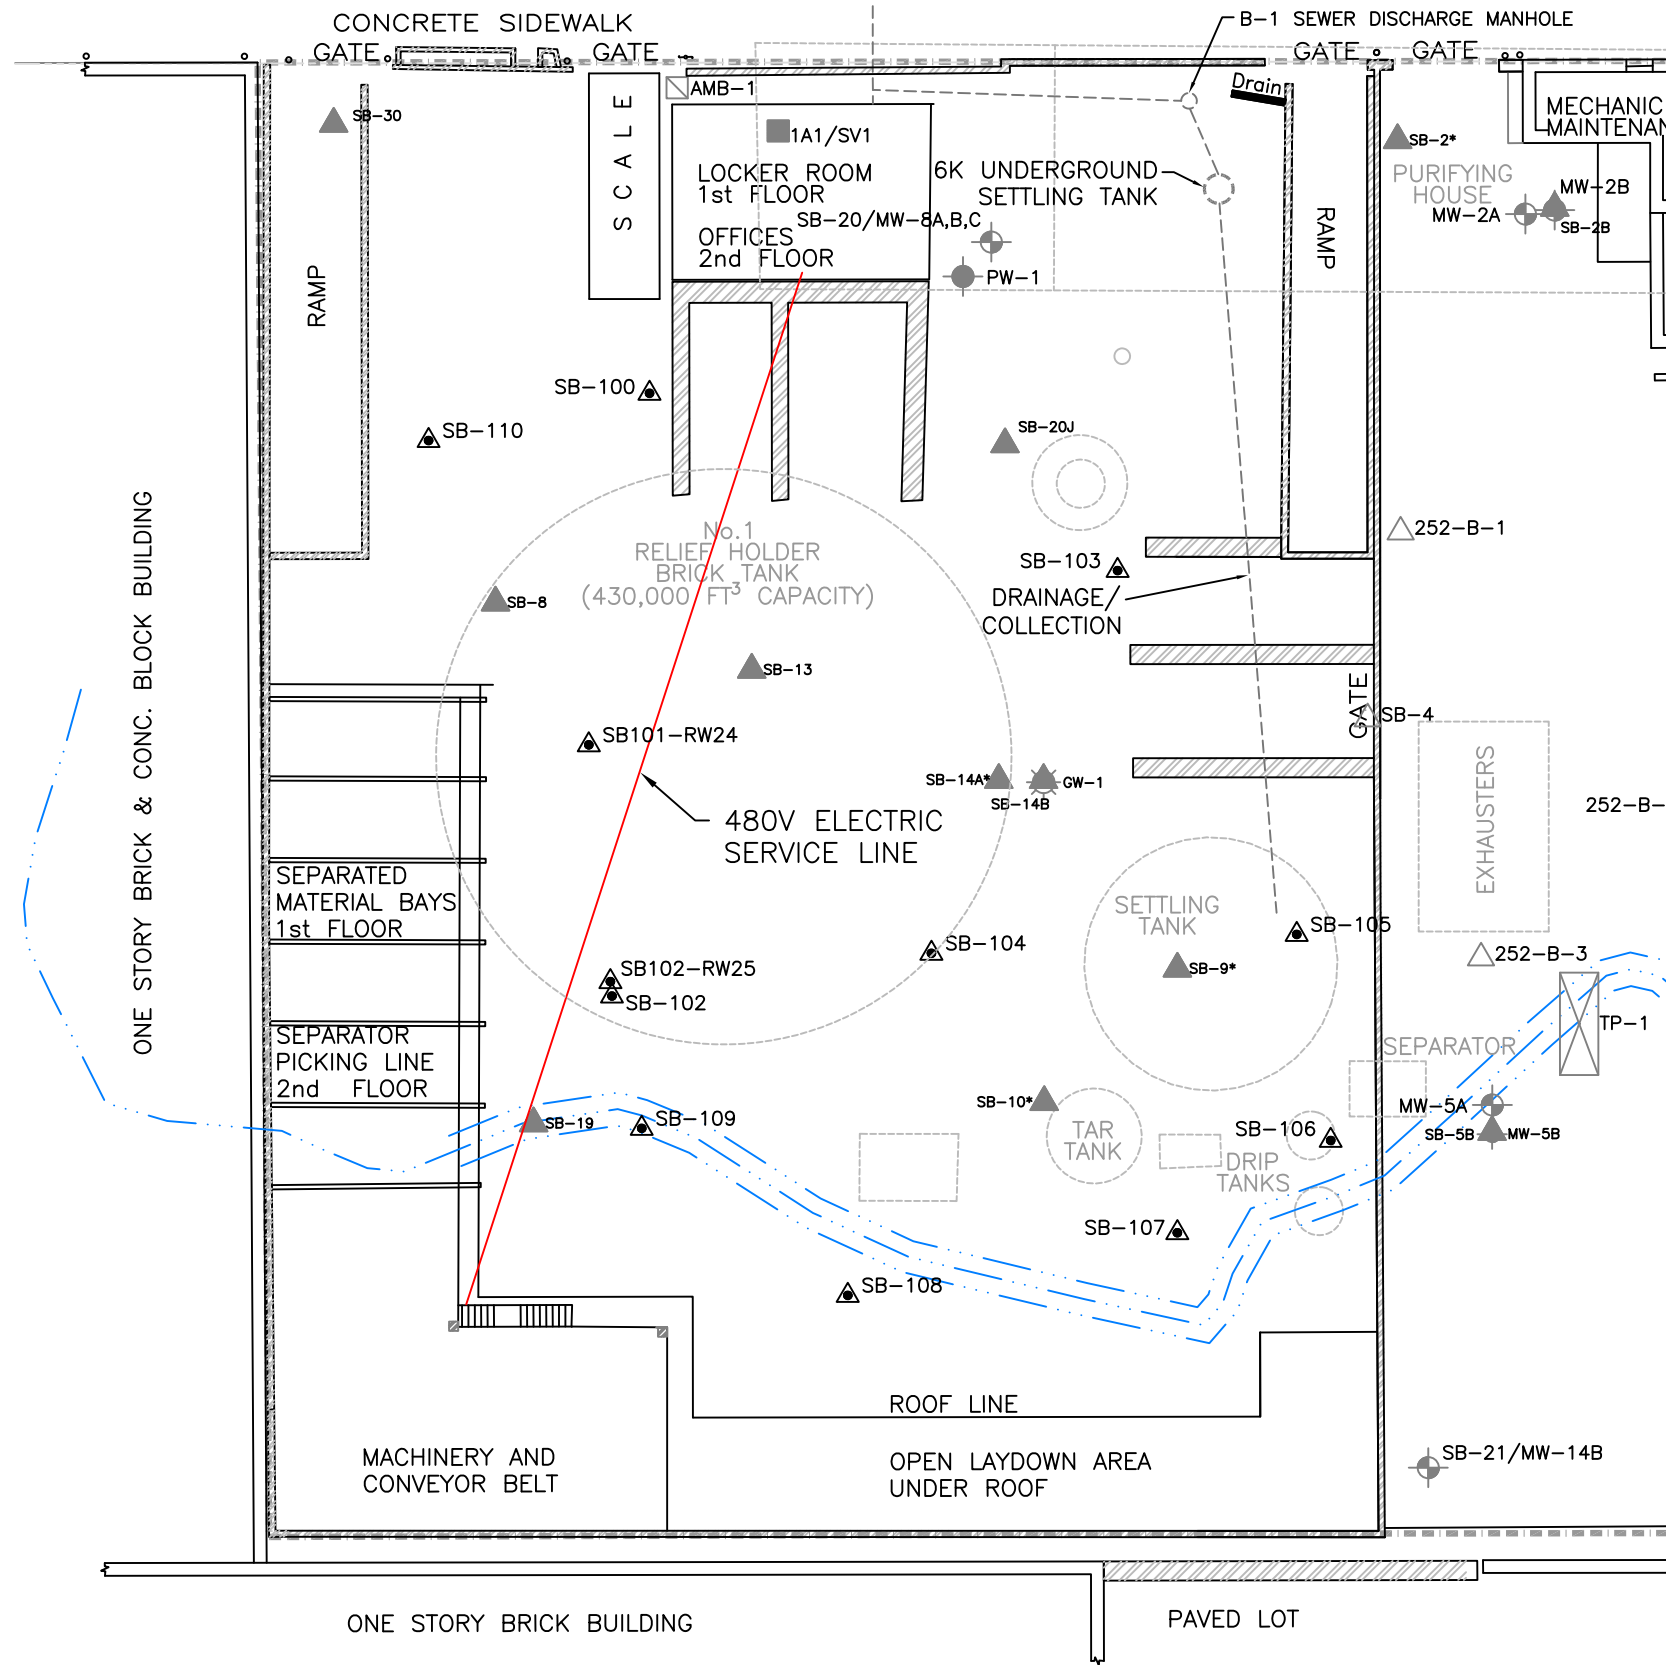 CONCRETE SIDEWALK
GATE
GATE
B-1 SEWER DISCHARGE MANHOLE
GATE
GATE
SCALE
AMB-1
Drain
SB-30
1A1/SV1
MECHANIC
MAINTENAN
SB-2*
LOCKER ROOM
1st FLOOR
6K UNDERGROUND
SETTLING TANK
PURIFYING
HOUSE
MW-2B
MW-2A
SB-2B
SB-20/MW-8A,B,C
OFFICES
2nd FLOOR
RAMP
RAMP
PW-1
SB-100
SB-110
SB-20J
No.1
RELIEF HOLDER
BRICK TANK
(430,000 FT³ CAPACITY)
252-B-1
SB-103
DRAINAGE/
COLLECTION
SB-8
SB-13
ONE STORY BRICK & CONC. BLOCK BUILDING
GATE
SB-4
SB101-RW24
SB-14A*
SB-14B
GW-1
EXHAUSTERS
252-B-
480V ELECTRIC
SERVICE LINE
SEPARATED
MATERIAL BAYS
1st FLOOR
SETTLING
TANK
SB-105
SB-104
252-B-3
SB102-RW25
SB-102
SB-9*
TP-1
SEPARATOR
PICKING LINE
2nd FLOOR
SEPARATOR
SB-10*
MW-5A
SB-19
SB-109
TAR
TANK
SB-106
SB-5B
MW-5B
DRIP
TANKS
SB-107
SB-108
ROOF LINE
MACHINERY AND
CONVEYOR BELT
OPEN LAYDOWN AREA
UNDER ROOF
SB-21/MW-14B
ONE STORY BRICK BUILDING
PAVED LOT